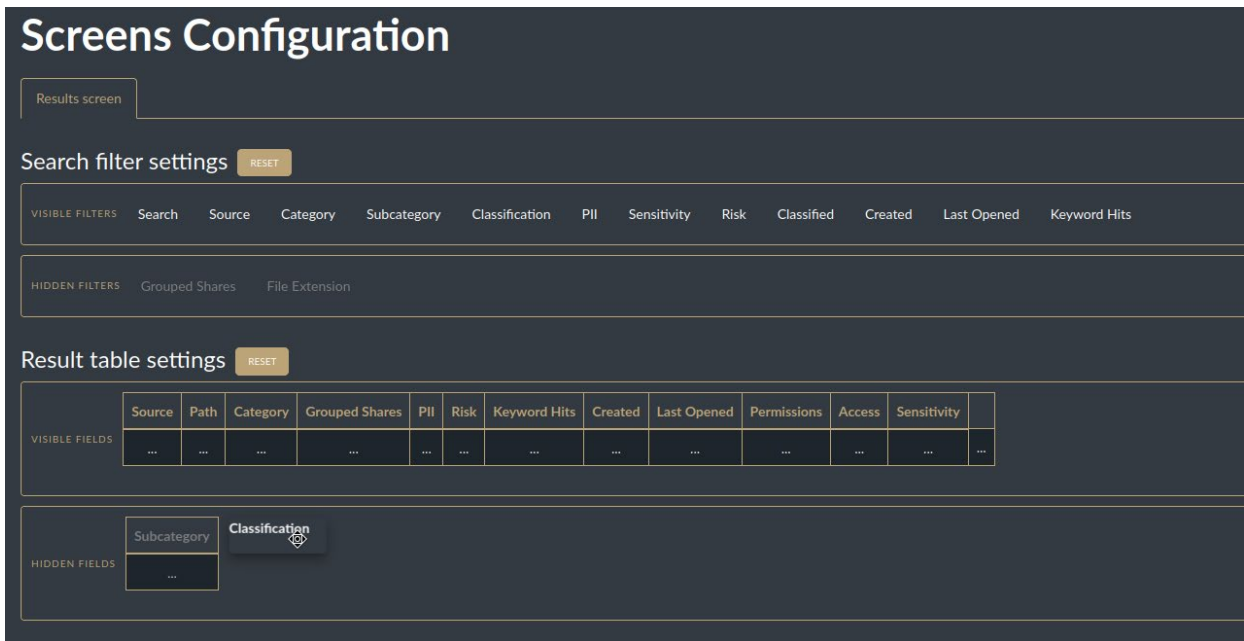 Screens Configuration
Results screen
Search filter settings RESET
VISIBLE FILTERS Search Source Category Subcategory Classification PII Sensitivity Risk Classified Created Last Opened Keyword Hits
HIDDEN FILTERS Grouped Shares File Extension
Result table settings RESET
Source Path Category Grouped Shares PII Risk Keyword Hits Created Last Opened Permissions Access Sensitivity
VISIBLE FIELDS
... ... ... ... ... ... ... ... ... ... ... ... ...
Subcategory Classification
HIDDEN FIELDS
...